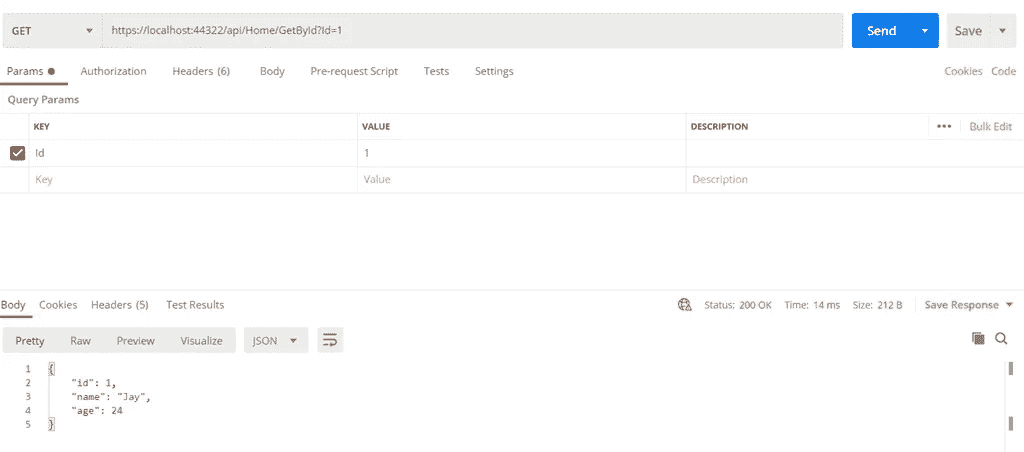 GET https://localhost:44322/api/Home/GetById?Id=1 Send Save
Params Authorization Headers (6) Body Pre-request Script Tests Settings Cookies Code
Query Params
KEY VALUE DESCRIPTION ••• Bulk Edit
Id 1
Key Value Description
Body Cookies Headers (5) Test Results Status: 200 OK Time: 14 ms Size: 212 B Save Response
Pretty Raw Preview Visualize JSON
1 {
2 "id": 1,
3 "name": "Jay",
4 "age": 24
5 }